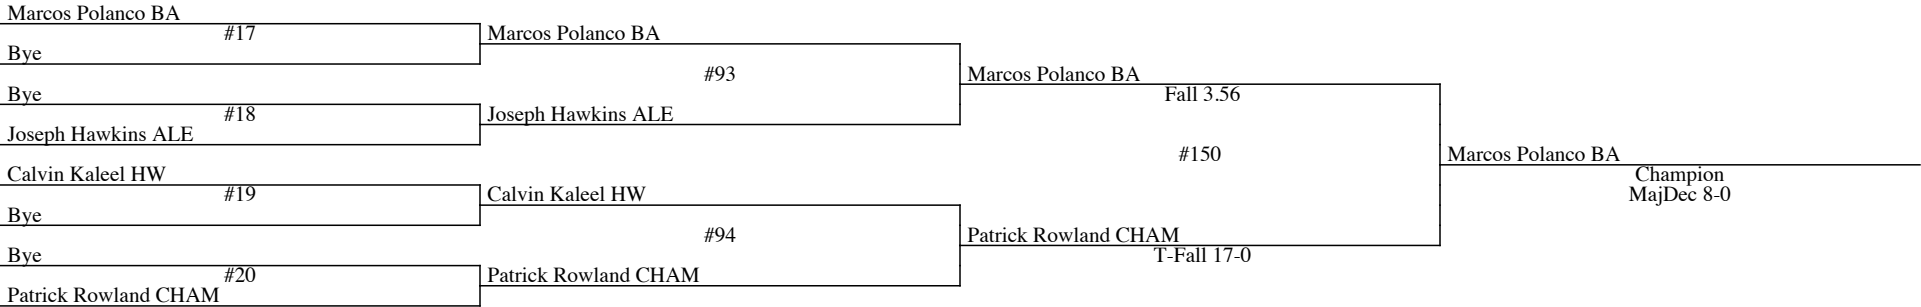 Marcos Polanco BA
#17
Bye
Bye
#18
Joseph Hawkins ALE
Calvin Kaleel HW
#19
Bye
Bye
#20
Patrick Rowland CHAM
Marcos Polanco BA
#93
Joseph Hawkins ALE
Calvin Kaleel HW
#94
Patrick Rowland CHAM
Marcos Polanco BA
Fall 3.56
#150
Patrick Rowland CHAM
T-Fall 17-0
Marcos Polanco BA
Champion
MajDec 8-0